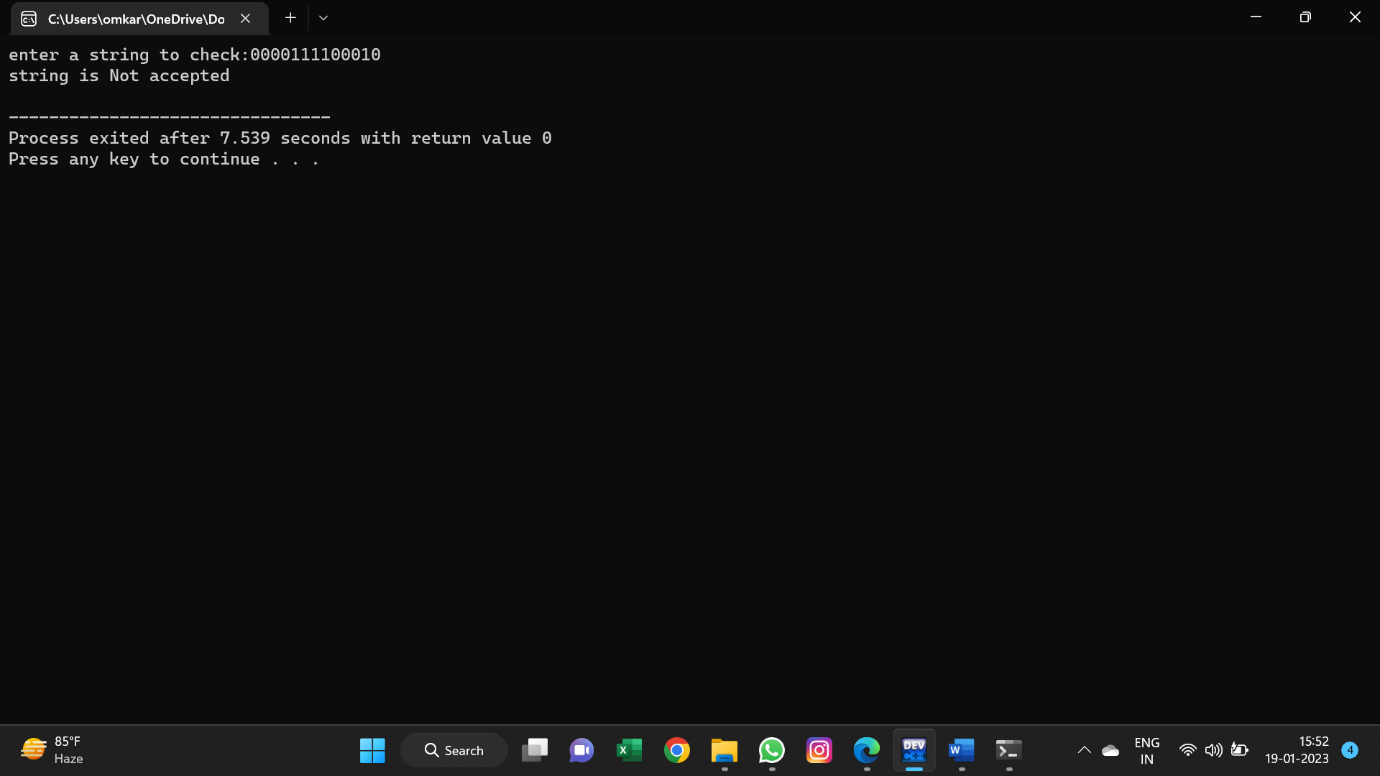 C:\Users\omkar\OneDrive\Do
enter a string to check:0000111100010
string is Not accepted
--------------------------------
Process exited after 7.539 seconds with return value 0
Press any key to continue . . .
85°F
Haze
Search
DEV
C++
ENG
IN
15:52
19-01-2023
4